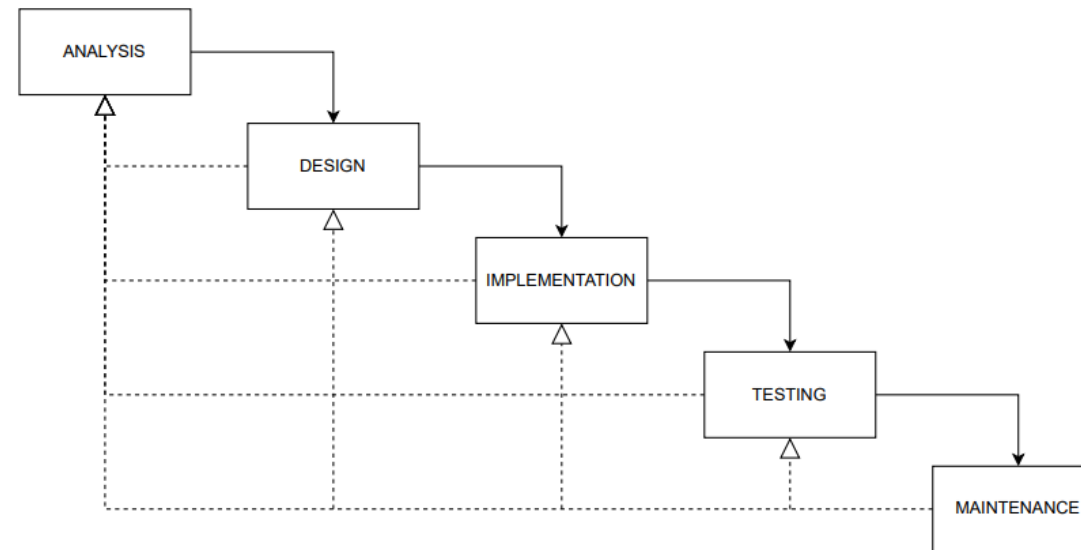 ANALYSIS
DESIGN
IMPLEMENTATION
TESTING
MAINTENANCE